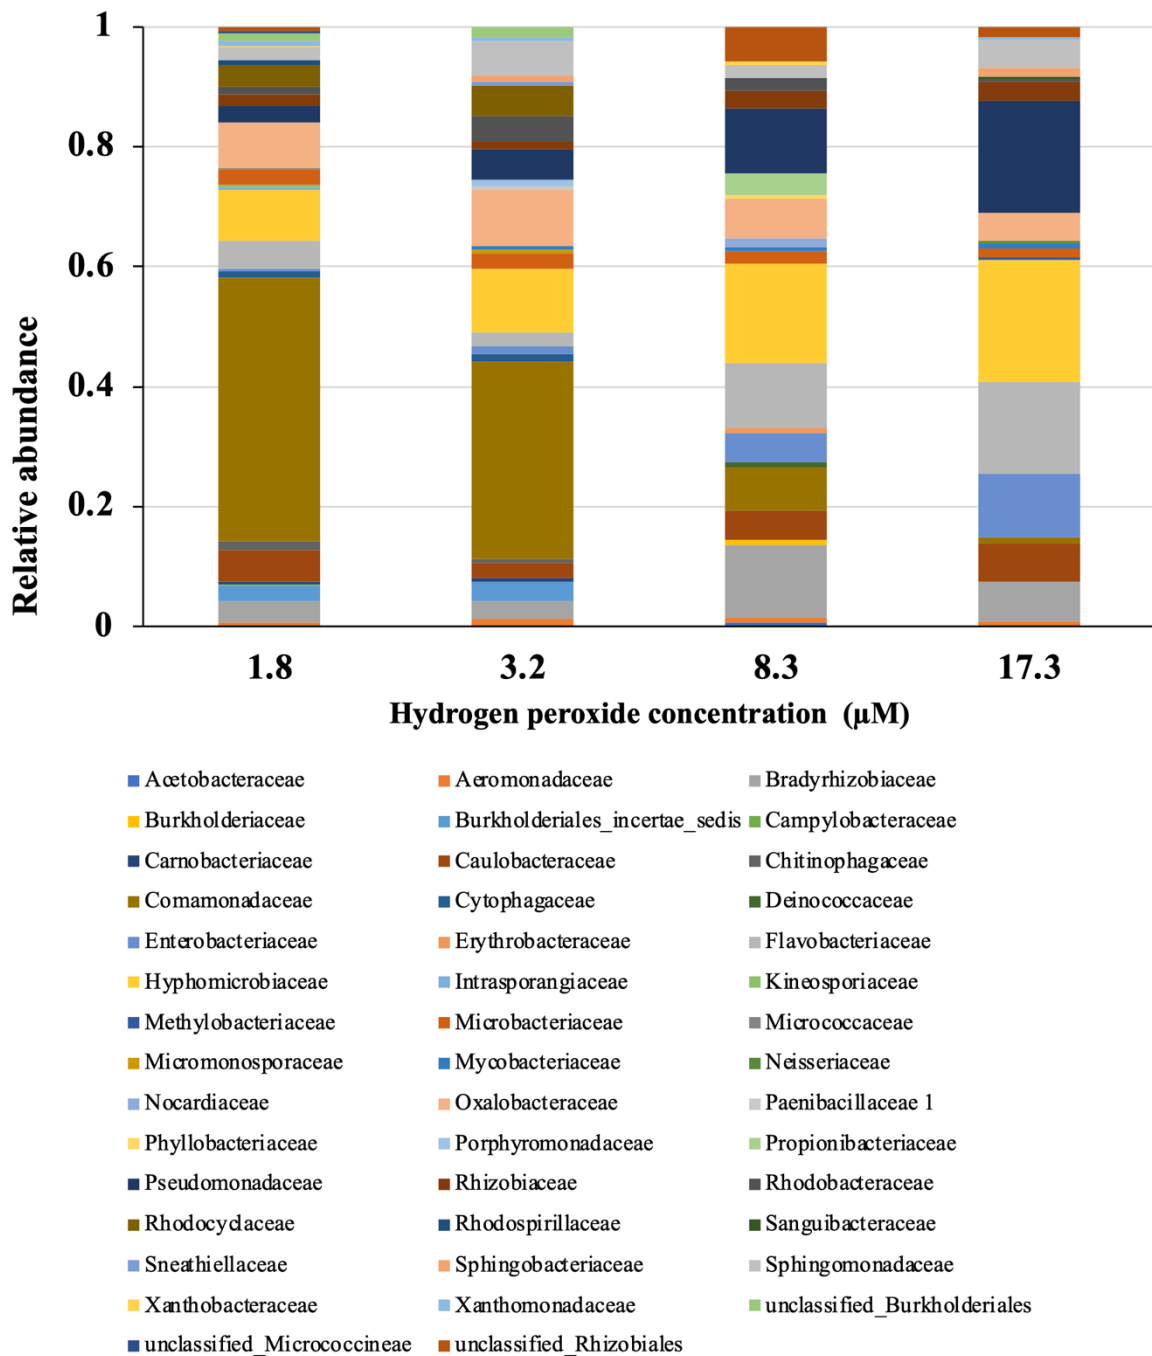 1
0.8
0.6
0.4
0.2
0
Relative abundance
1.8 3.2 8.3 17.3
Hydrogen peroxide concentration (µM)
Acetobacteraceae Aeromonadaceae Bradyrhizobiaceae
Burkholderiaceae Burkholderiales_incertae_sedis Campylobacteraceae
Carnobacteriaceae Caulobacteraceae Chitinophagaceae
Comamonadaceae Cytophagaceae Deinococcaceae
Enterobacteriaceae Erythrobacteraceae Flavobacteriaceae
Hyphomicrobiaceae Intrasporangiaceae Kineosporiaceae
Methylobacteriaceae Microbacteriaceae Micrococcaceae
Micromonosporaceae Mycobacteriaceae Neisseriaceae
Nocardiaceae Oxalobacteraceae Paenibacillaceae 1
Phyllobacteriaceae Porphyromonadaceae Propionibacteriaceae
Pseudomonadaceae Rhizobiaceae Rhodobacteraceae
Rhodocyclaceae Rhodospirillaceae Sanguibacteraceae
Sneathiellaceae Sphingobacteriaceae Sphingomonadaceae
Xanthobacteraceae Xanthomonadaceae unclassified_Burkholderiales
unclassified_Micrococcineae unclassified_Rhizobiales